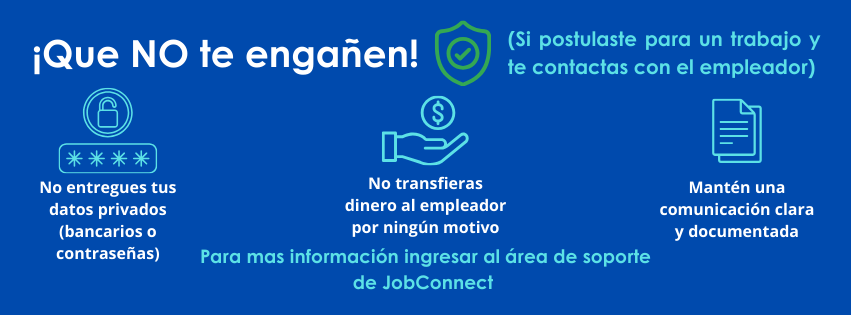 ¡Que NO te engañen!
(Si postulaste para un trabajo y
te contactas con el empleador)
No entregues tus
datos privados
(bancarios o
contraseñas)
No transfieras
dinero al empleador
por ningún motivo
Mantén una
comunicación clara
y documentada
Para mas información ingresar al área de soporte
de JobConnect